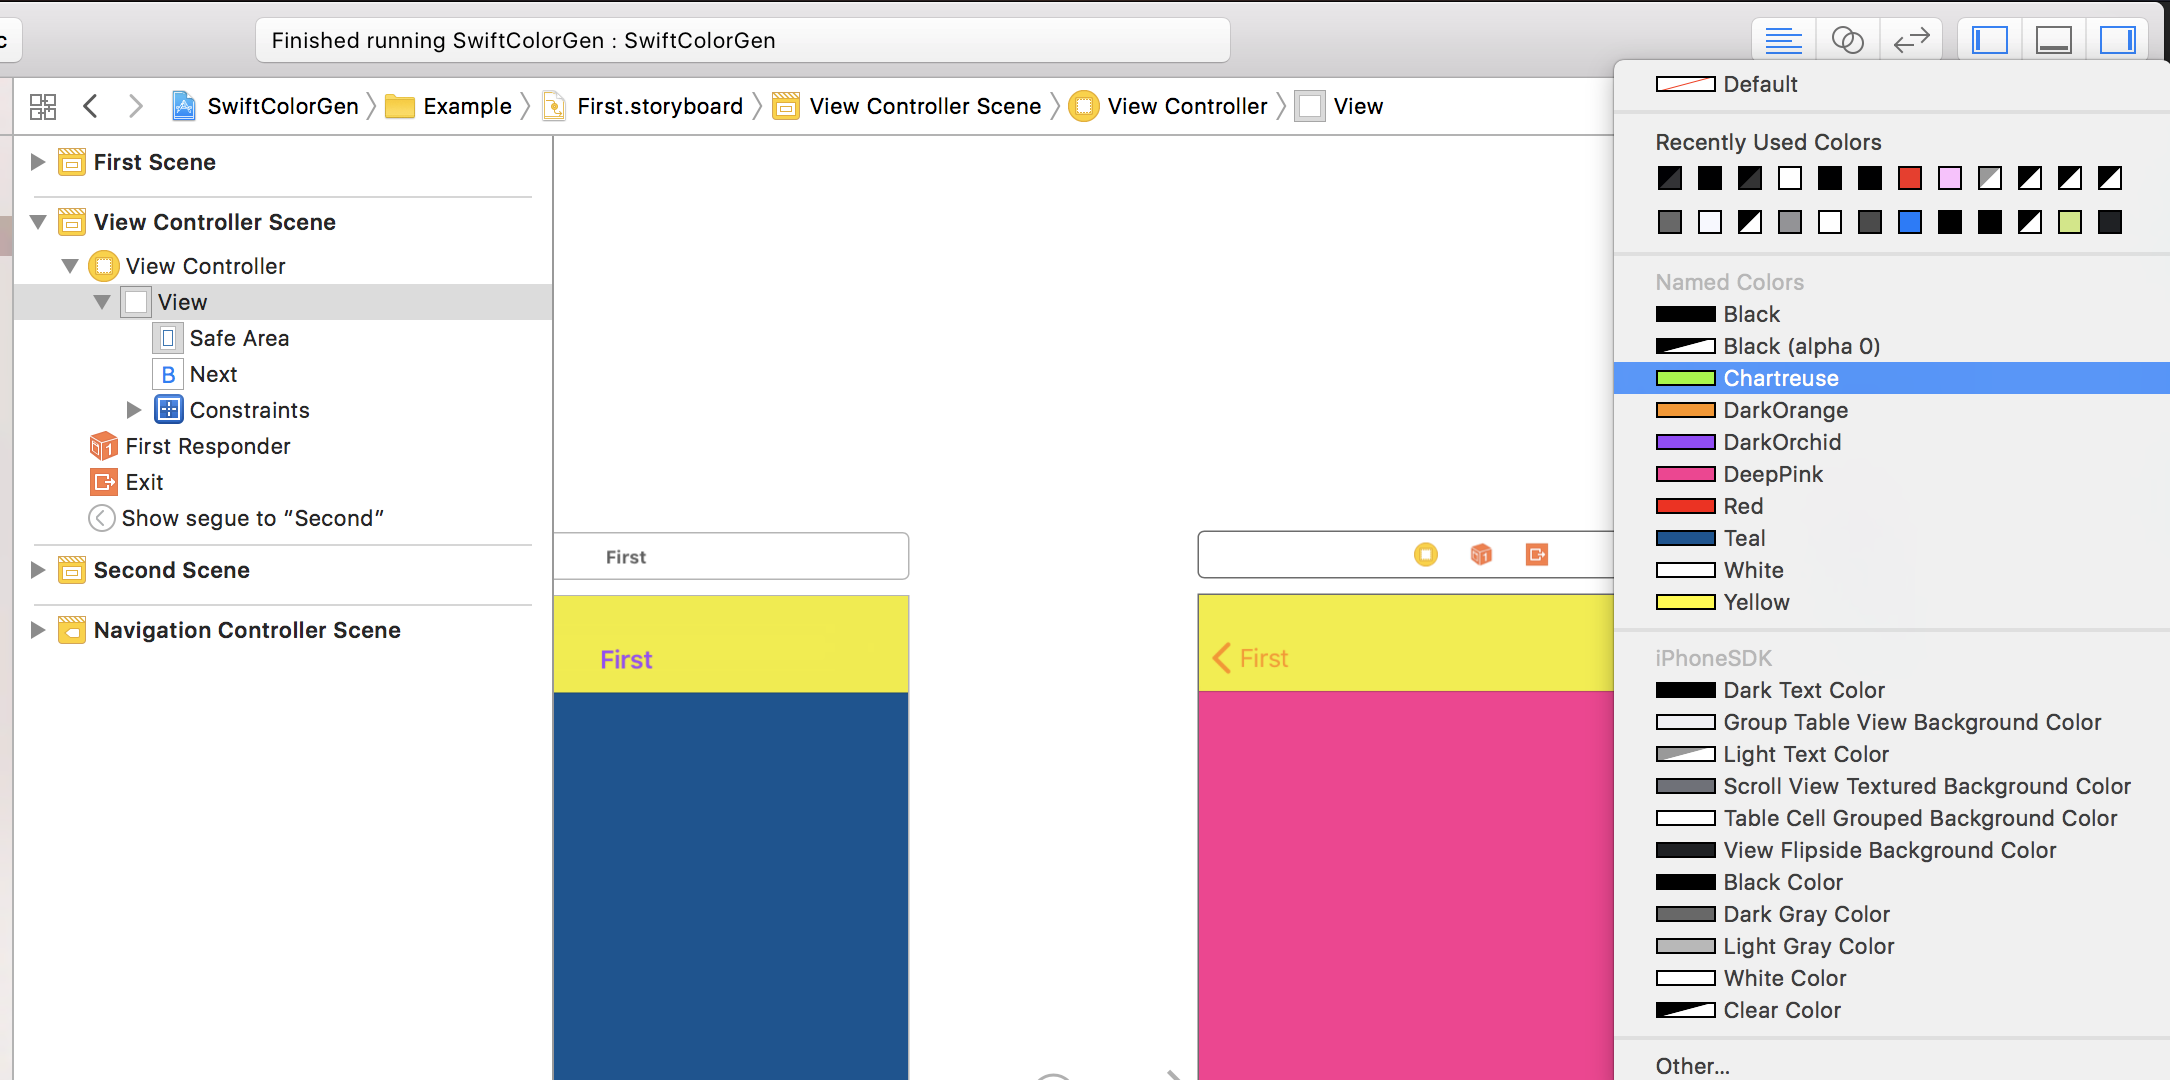 c
Finished running SwiftColorGen : SwiftColorGen
SwiftColorGen
Example
First.storyboard
View Controller Scene
View Controller
View
First Scene
View Controller Scene
View Controller
View
Safe Area
B Next
Constraints
First Responder
Exit
Show segue to “Second”
Second Scene
Navigation Controller Scene
First
First
First
Default
Recently Used Colors
Named Colors
Black
Black (alpha 0)
Chartreuse
DarkOrange
DarkOrchid
DeepPink
Red
Teal
White
Yellow
iPhoneSDK
Dark Text Color
Group Table View Background Color
Light Text Color
Scroll View Textured Background Color
Table Cell Grouped Background Color
View Flipside Background Color
Black Color
Dark Gray Color
Light Gray Color
White Color
Clear Color
Other...